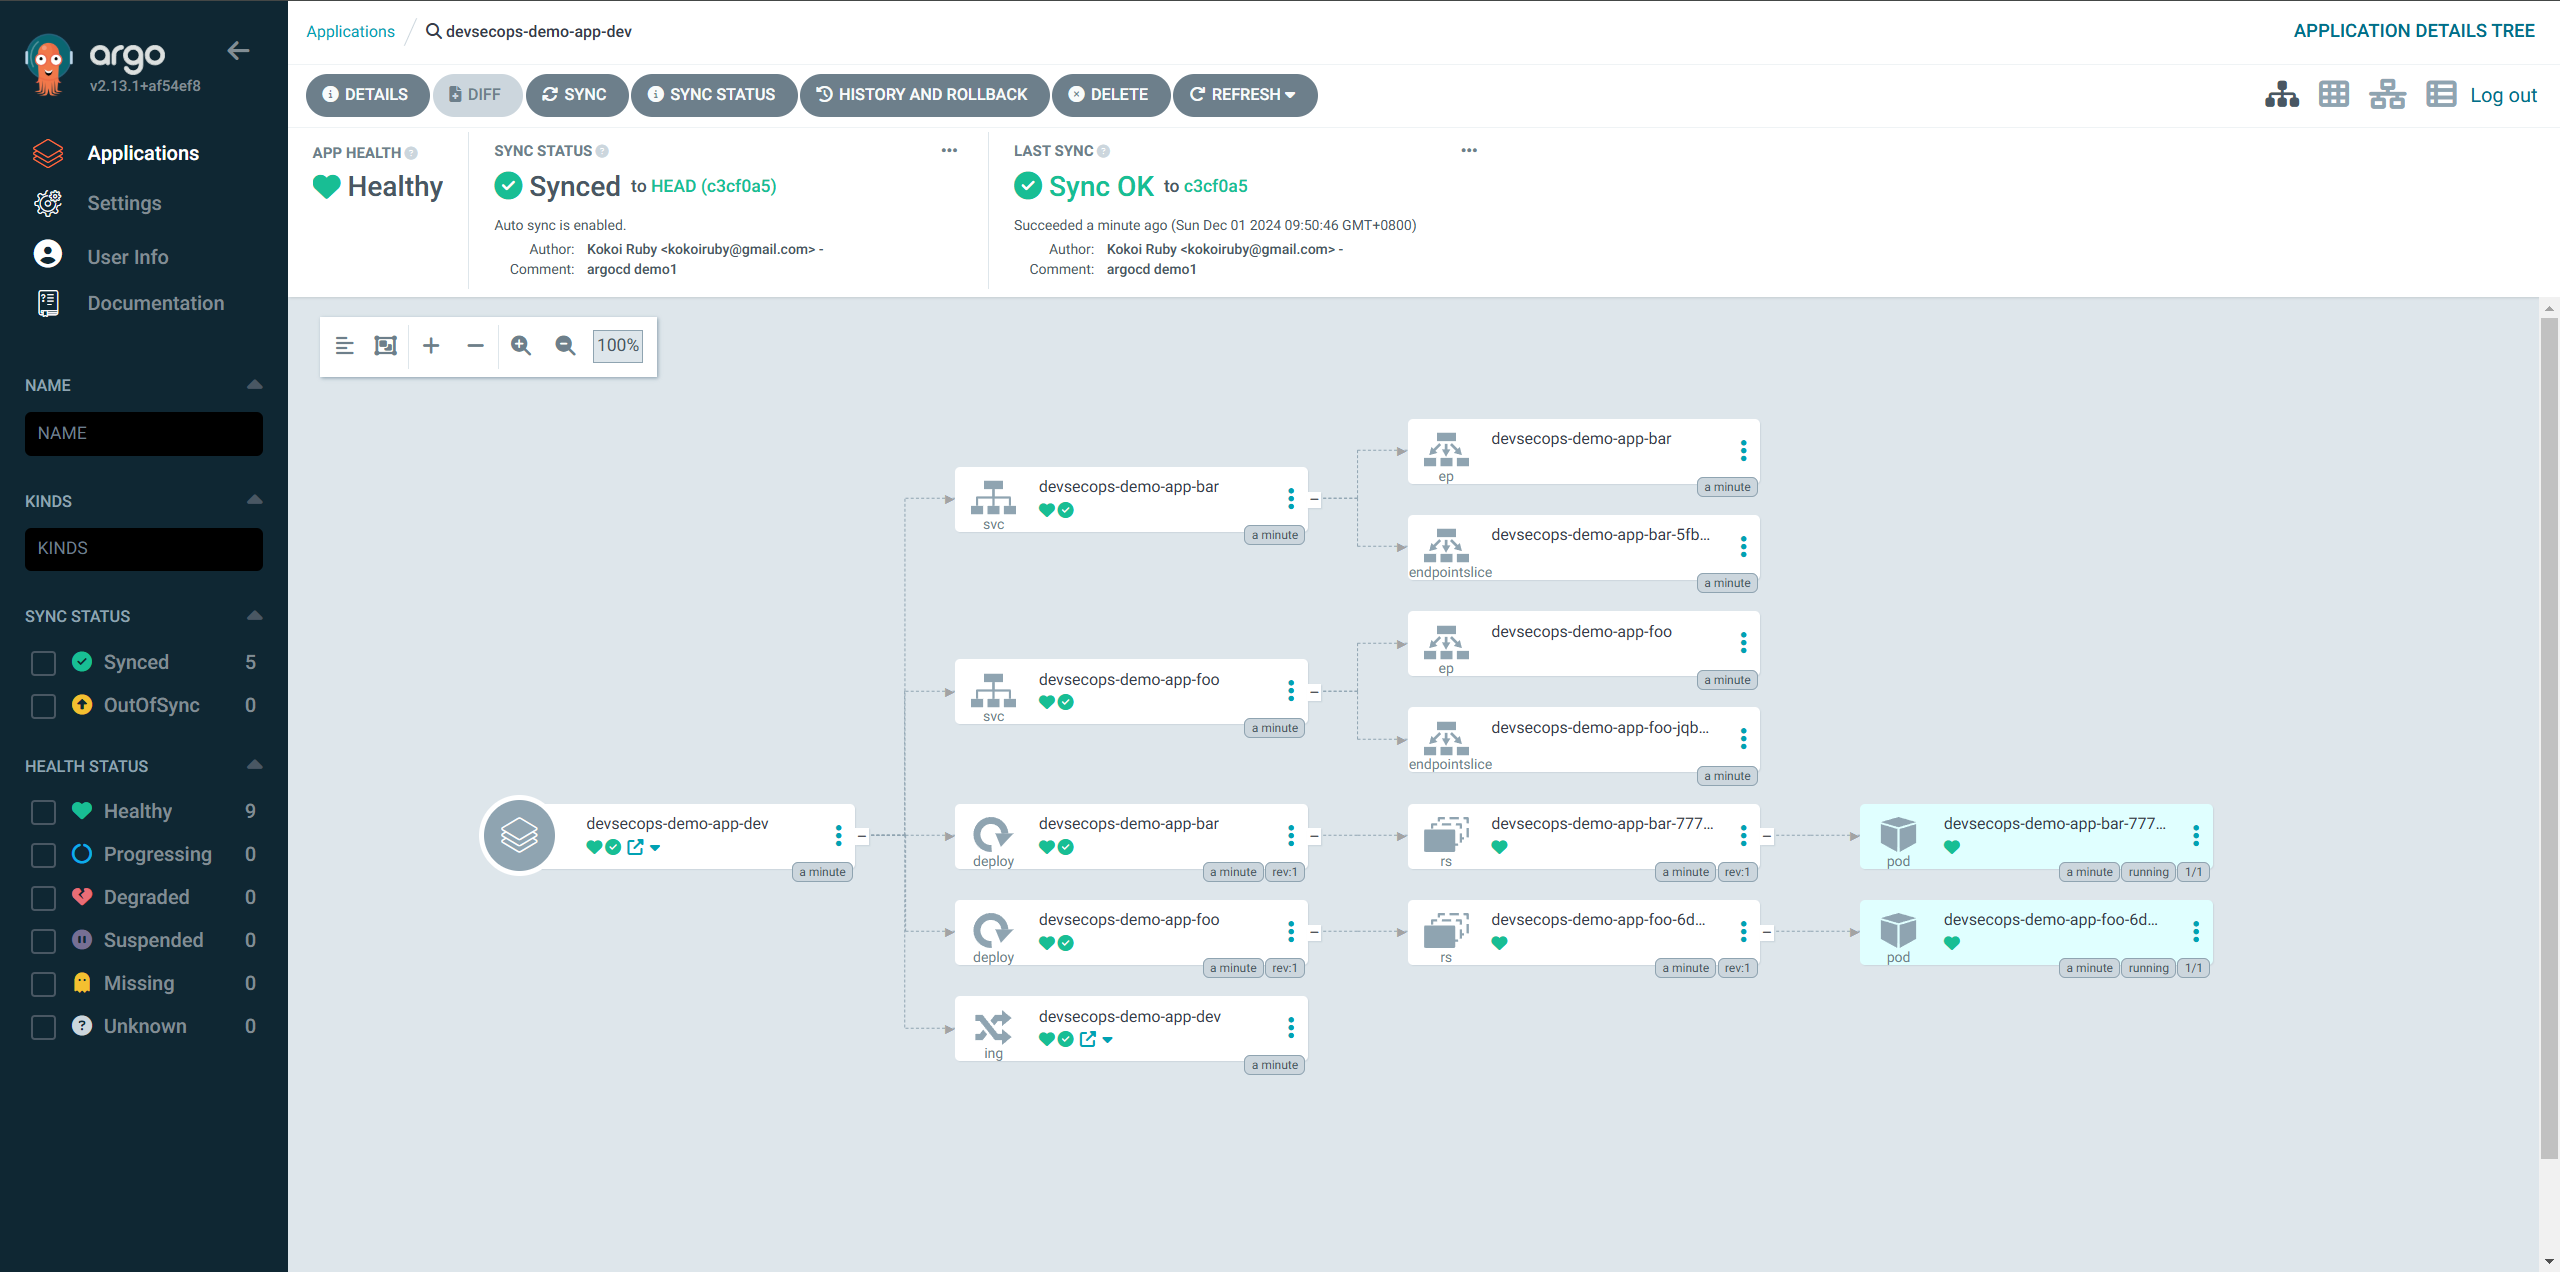 argo
v2.13.1+af54ef8
Applications
Settings
User Info
Documentation
NAME
NAME
KINDS
KINDS
SYNC STATUS
Synced 5
OutOfSync 0
HEALTH STATUS
Healthy 9
Progressing 0
Degraded 0
Suspended 0
Missing 0
Unknown 0
Applications / devsecops-demo-app-dev
APPLICATION DETAILS TREE
DETAILS DIFF SYNC SYNC STATUS HISTORY AND ROLLBACK DELETE REFRESH
Log out
APP HEALTH
Healthy
SYNC STATUS
Synced to HEAD (c3cf0a5)
Auto sync is enabled.
Author: Kokoi Ruby <kokoiruby@gmail.com> -
Comment: argocd demo1
LAST SYNC
Sync OK to c3cf0a5
Succeeded a minute ago (Sun Dec 01 2024 09:50:46 GMT+0800)
Author: Kokoi Ruby <kokoiruby@gmail.com> -
Comment: argocd demo1
100%
devsecops-demo-app-dev
a minute
devsecops-demo-app-bar
svc
a minute
devsecops-demo-app-foo
svc
a minute
devsecops-demo-app-bar
deploy
a minute rev:1
devsecops-demo-app-foo
deploy
a minute rev:1
devsecops-demo-app-dev
ing
a minute
devsecops-demo-app-bar
ep
a minute
devsecops-demo-app-bar-5fb...
endpointslice
a minute
devsecops-demo-app-foo
ep
a minute
devsecops-demo-app-foo-jqb...
endpointslice
a minute
devsecops-demo-app-bar-777...
rs
a minute rev:1
devsecops-demo-app-foo-6d...
rs
a minute rev:1
devsecops-demo-app-bar-777...
pod
a minute running 1/1
devsecops-demo-app-foo-6d...
pod
a minute running 1/1